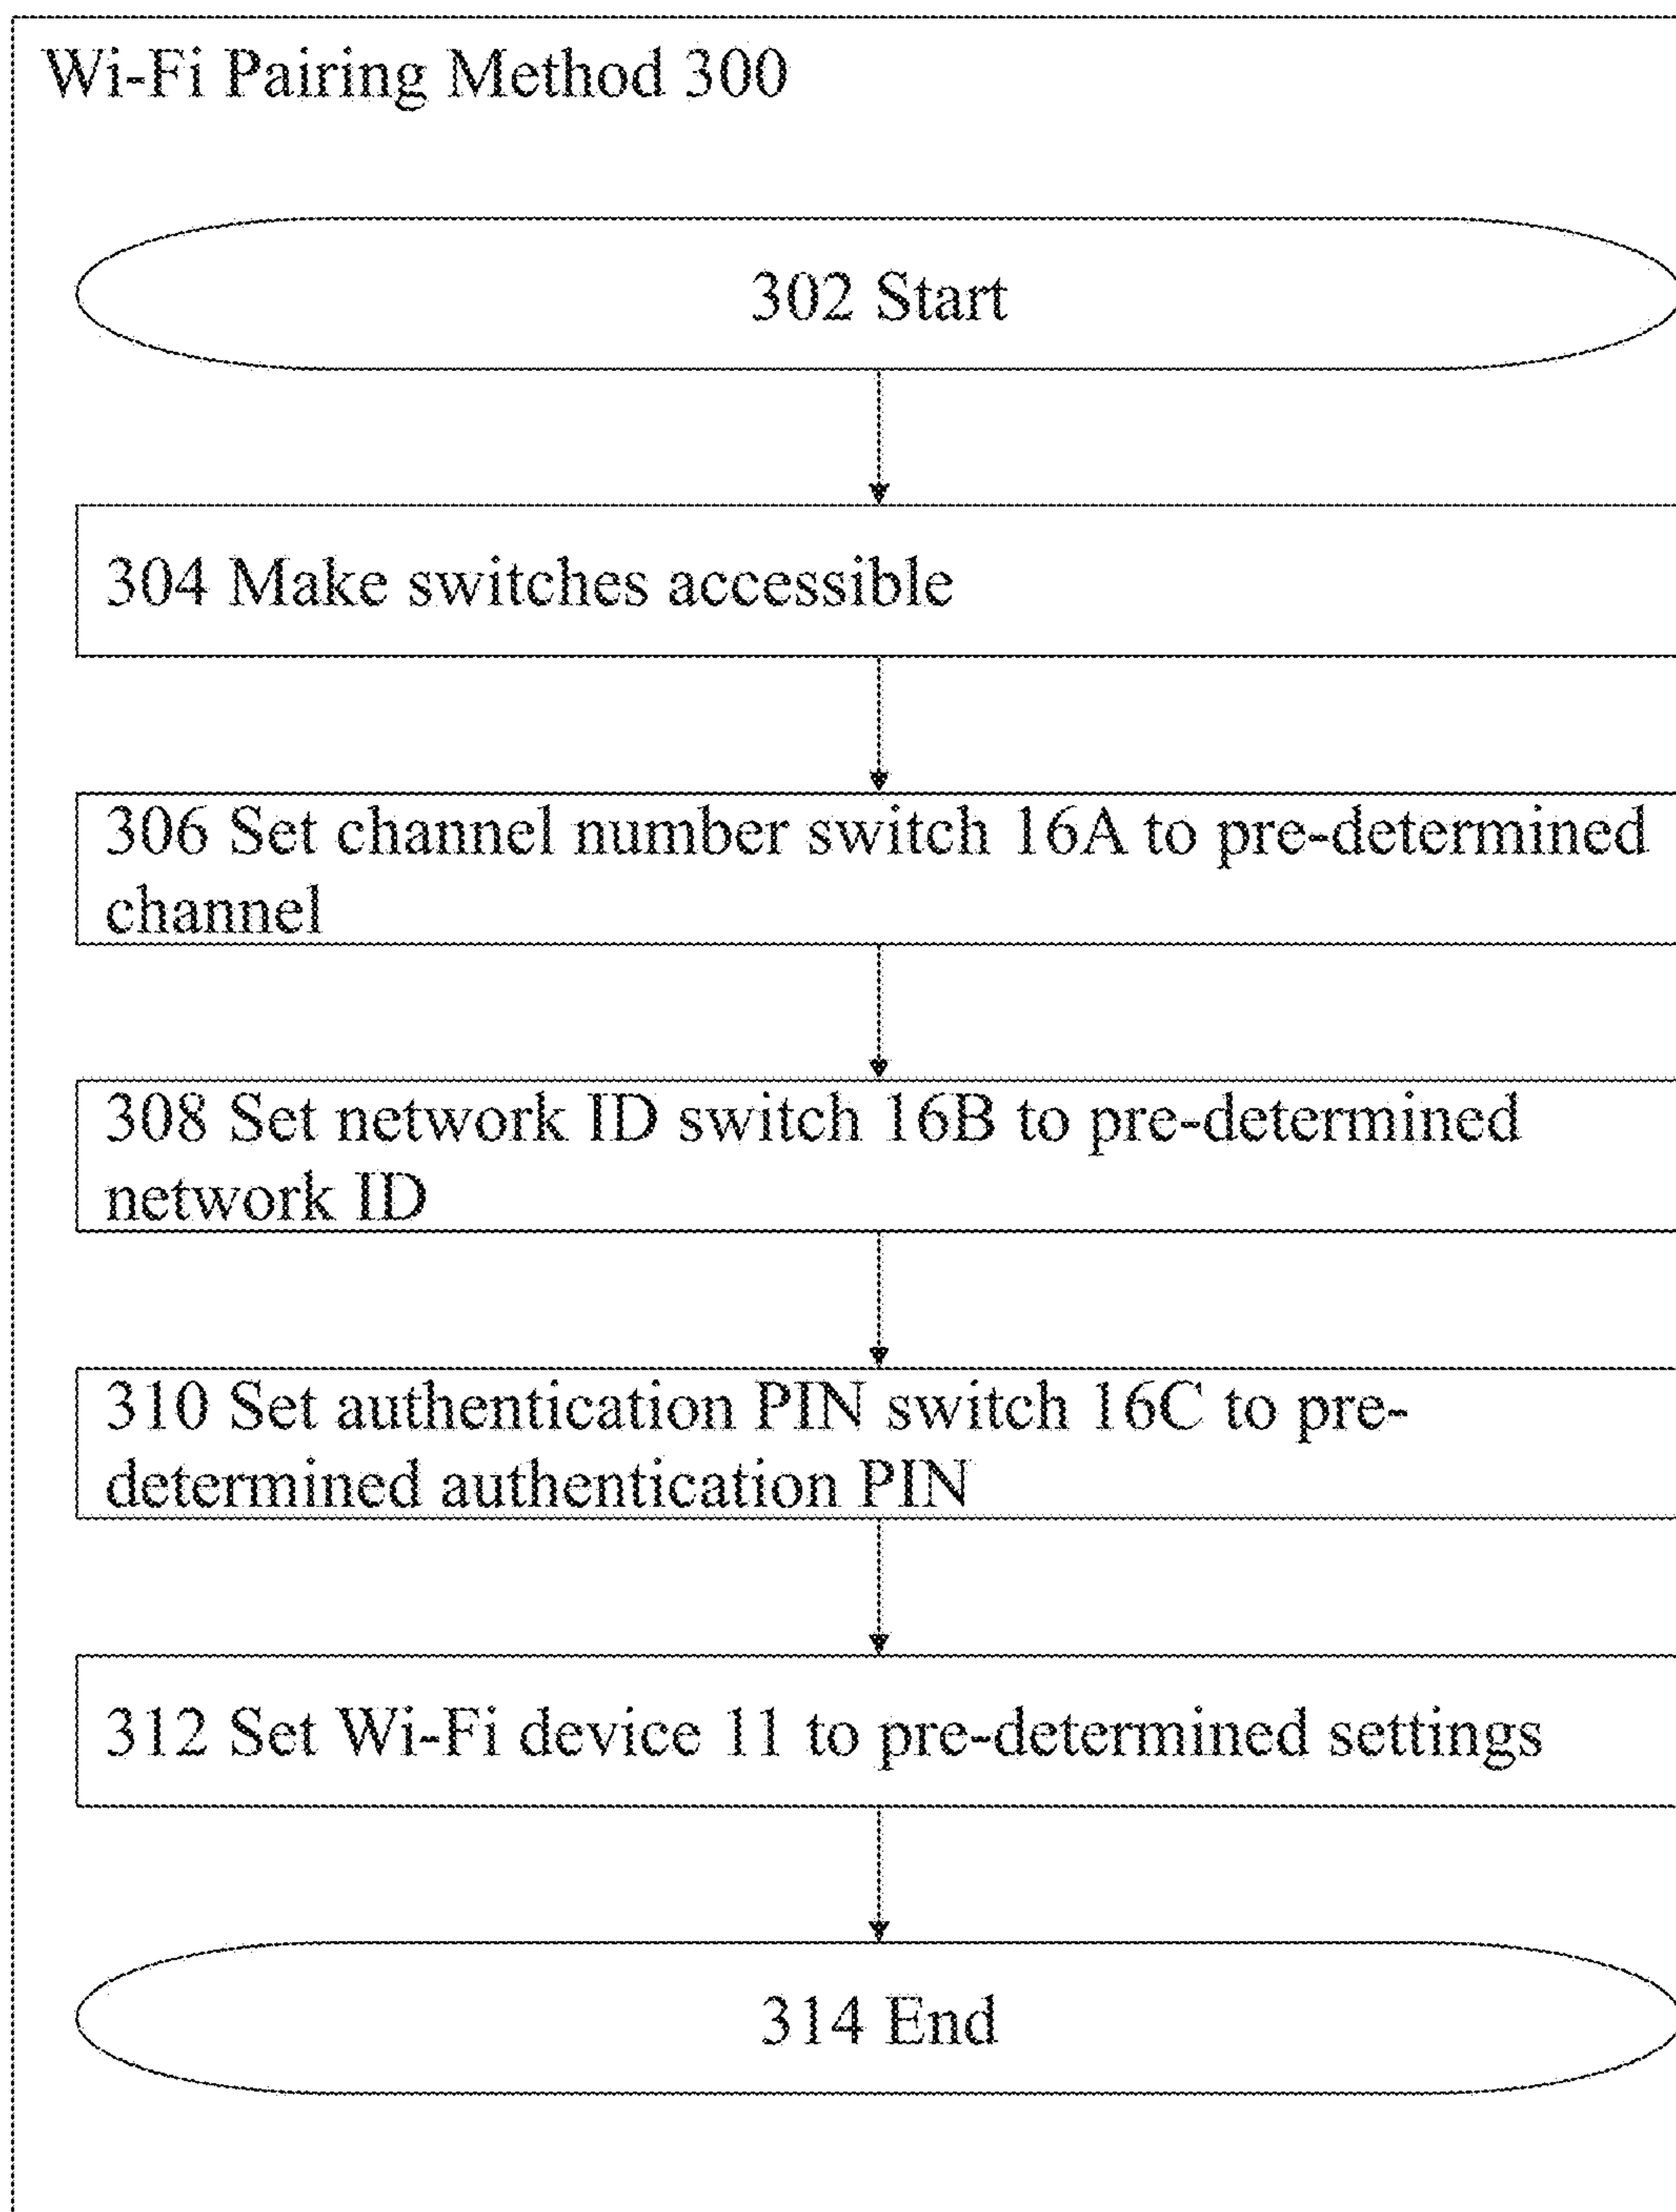 Wi-Fi Pairing Method 300
302 Start
304 Make switches accessible
306 Set channel number switch 16A to pre-determined
channel
308 Set network ID switch 16B to pre-determined
network ID
310 Set authentication PIN switch 16C to pre-
determined authentication PIN
312 Set Wi-Fi device 11 to pre-determined settings
314 End